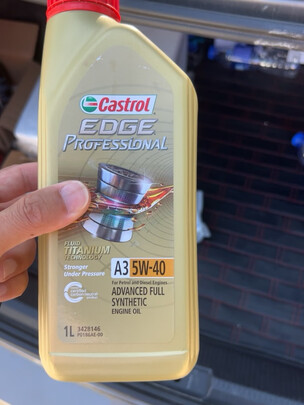 Castrol
EDGE
PROFESSIONAL
FLUID
TITANIUM
TECHNOLOGY
Stronger
Under Pressure
A3 5W-40
For Petrol and Diesel Engines
ADVANCED FULL
SYNTHETIC
ENGINE OIL
1L 3428146